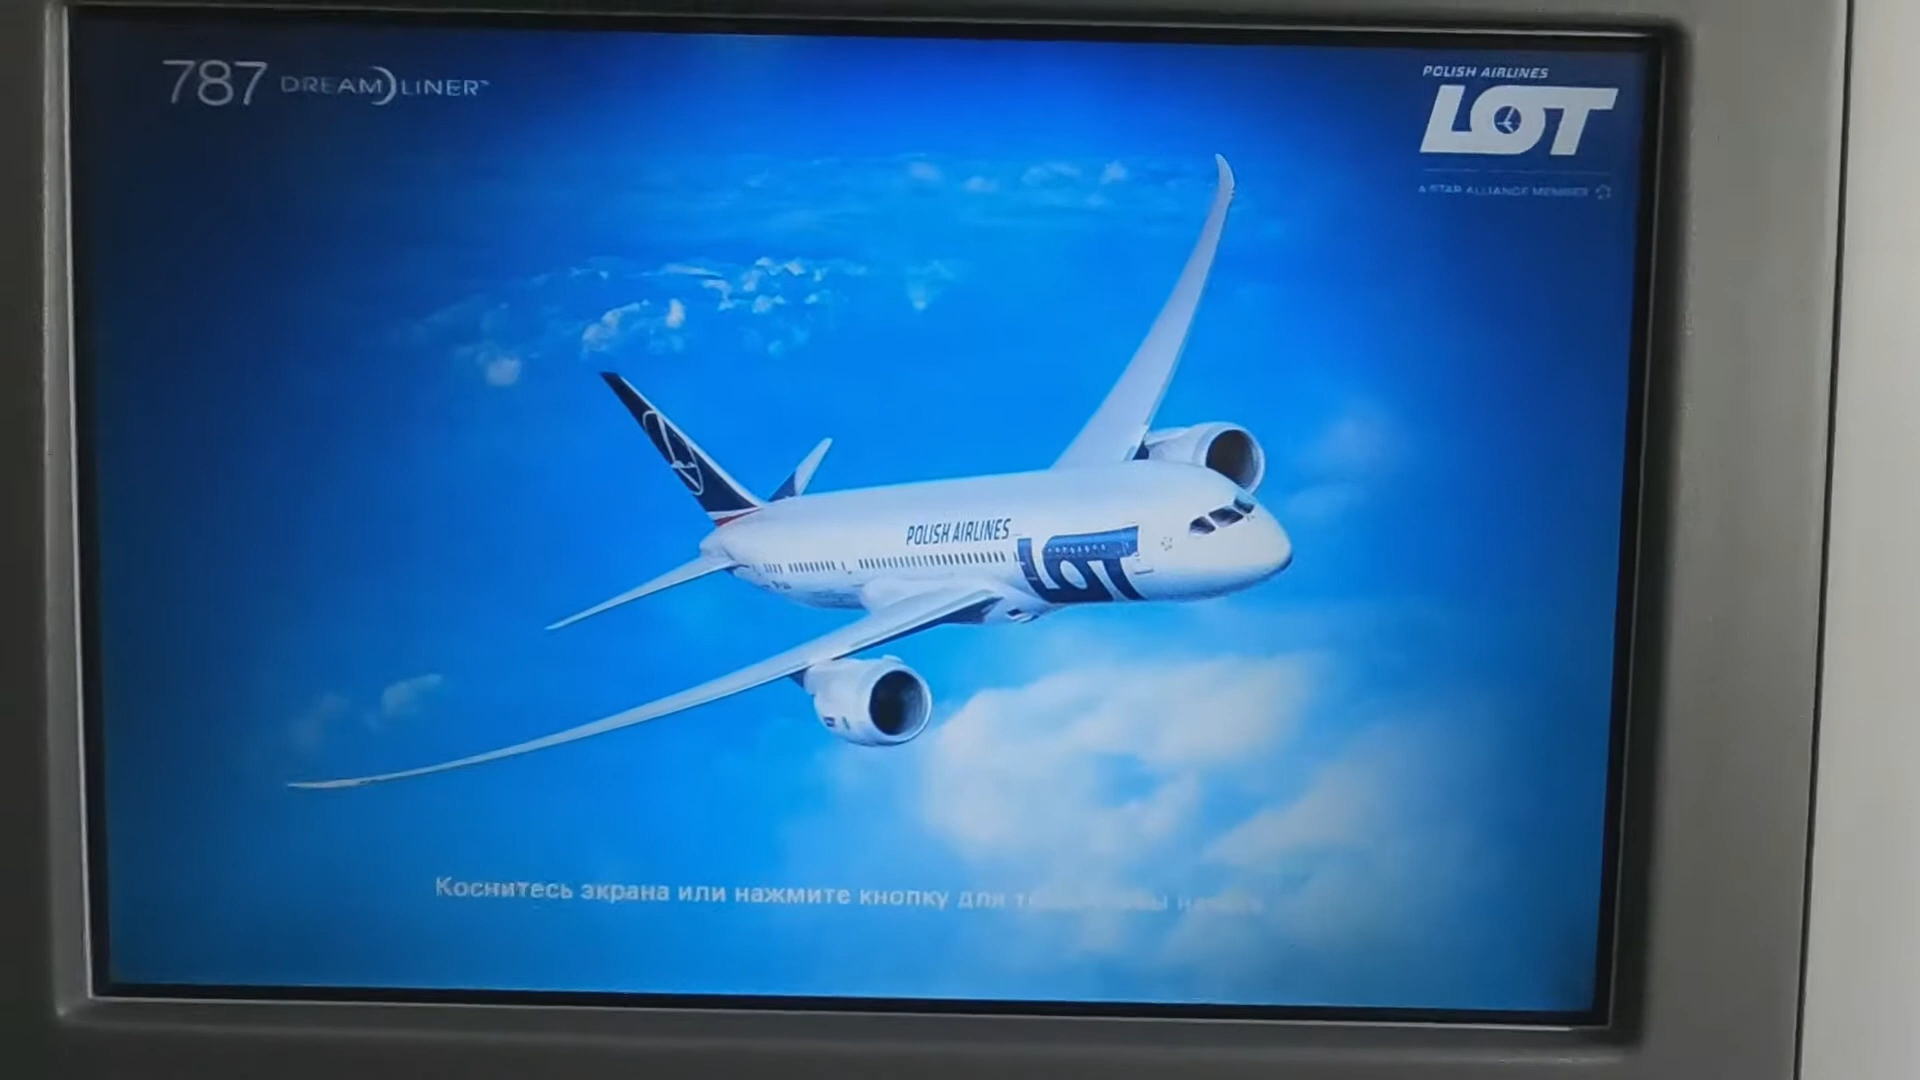 787 DREAMLINER™
POLISH AIRLINES
LOT
A STAR ALLIANCE MEMBER
POLISH AIRLINES
LOT
Коснитесь экрана или нажмите кнопку для